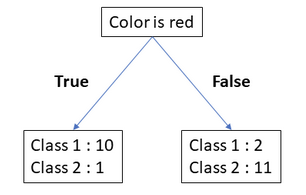 Color is red
True
False
Class 1 : 10
Class 2 : 1
Class 1 : 2
Class 2 : 11